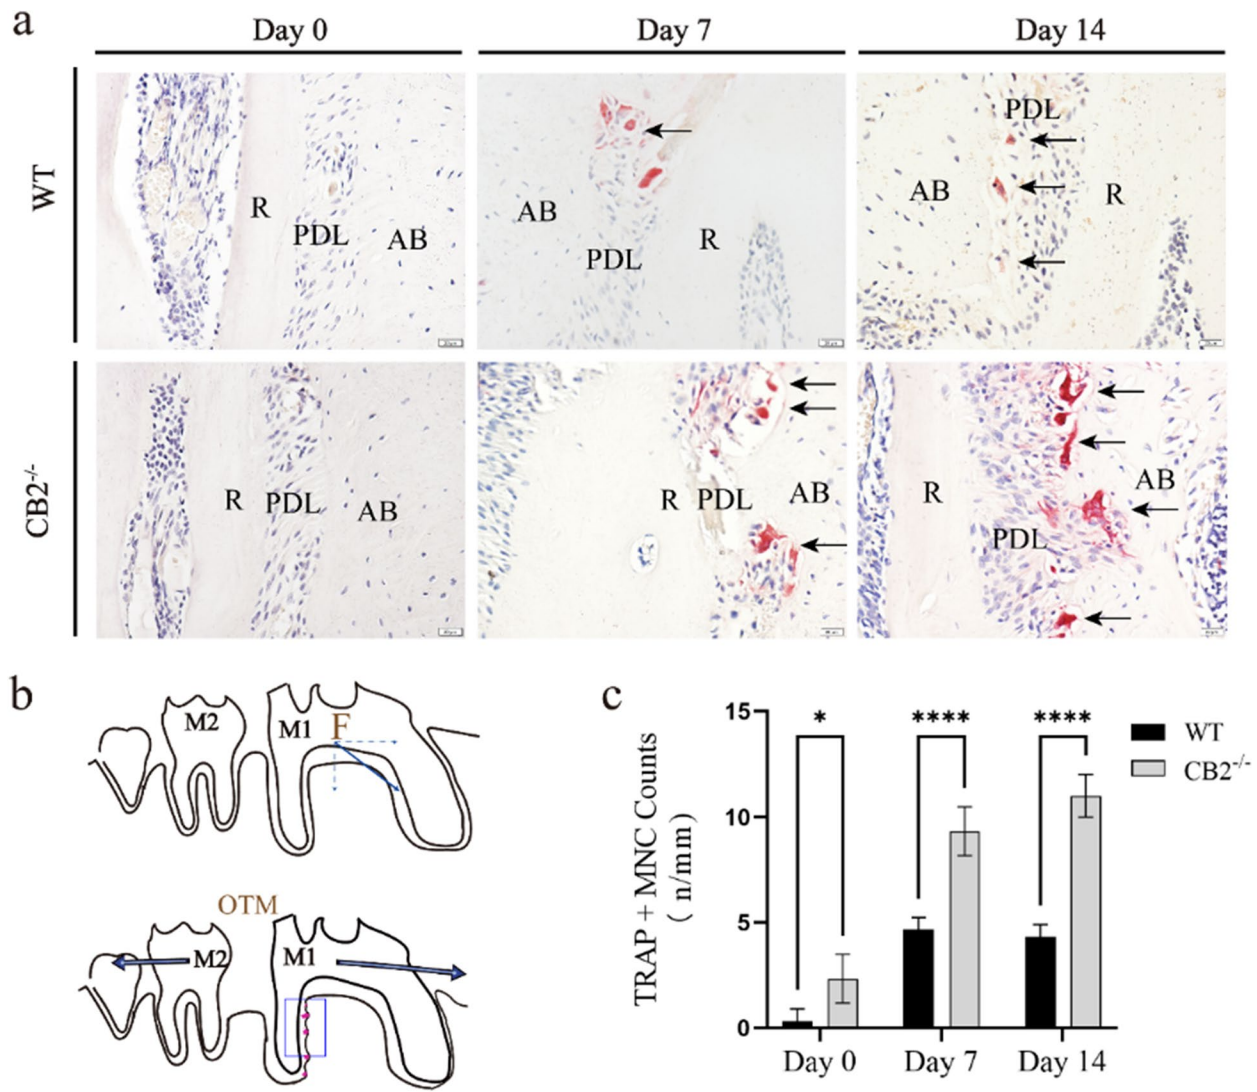 a
Day 0
Day 7
Day 14
WT
R
PDL
AB
AB
PDL
R
PDL
AB
R
CB2-/-
R
PDL
AB
R
PDL
AB
R
PDL
AB
b
M2
M1
F
OTM
M2
M1
c
TRAP + MNC Counts
( n/mm)
15
10
5
0
*
****
****
WT
CB2-/-
Day 0
Day 7
Day 14